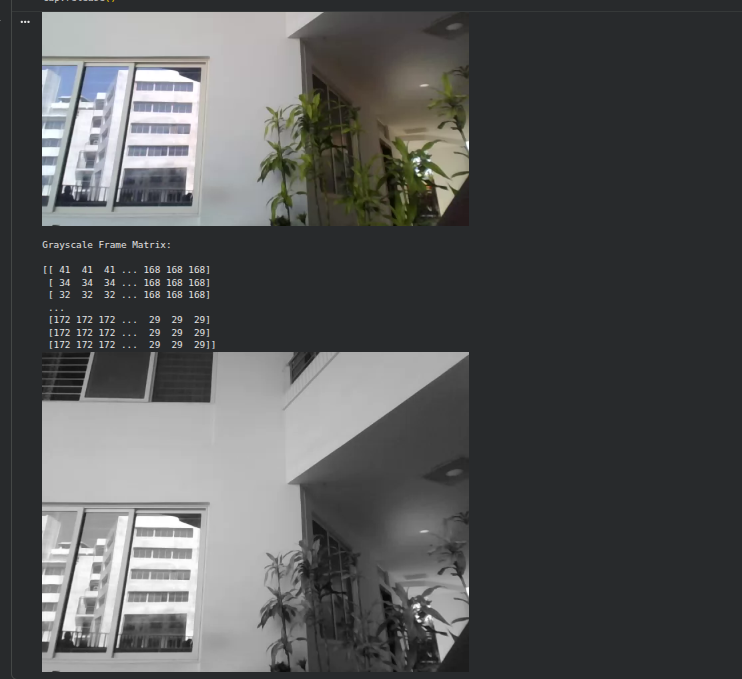 ...
Grayscale Frame Matrix:
[[ 41  41  41 ... 168 168 168]
 [ 34  34  34 ... 168 168 168]
 [ 32  32  32 ... 168 168 168]
 ...
 [172 172 172 ...  29  29  29]
 [172 172 172 ...  29  29  29]
 [172 172 172 ...  29  29  29]]